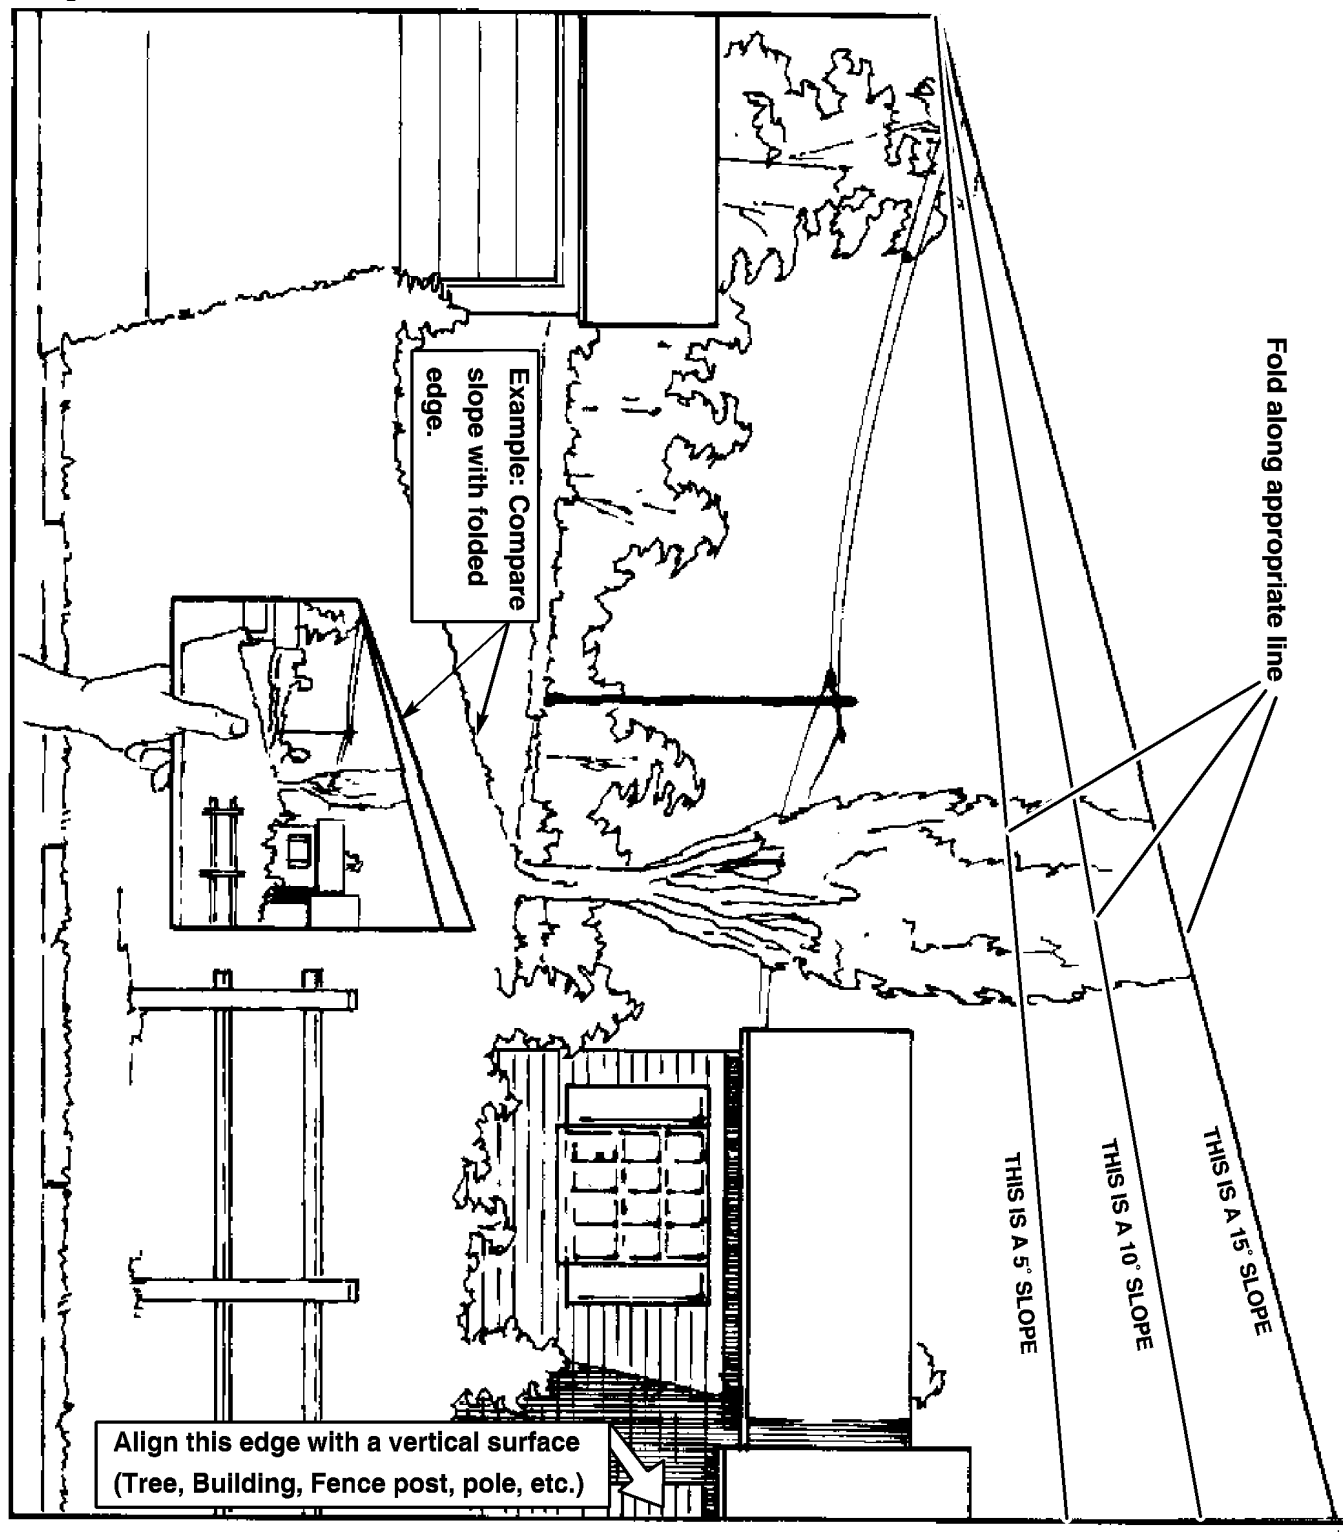 Fold along appropriate line
Example: Compare
slope with folded
edge.
THIS IS A 15° SLOPE
THIS IS A 10° SLOPE
THIS IS A 5° SLOPE
Align this edge with a vertical surface
(Tree, Building, Fence post, pole, etc.)